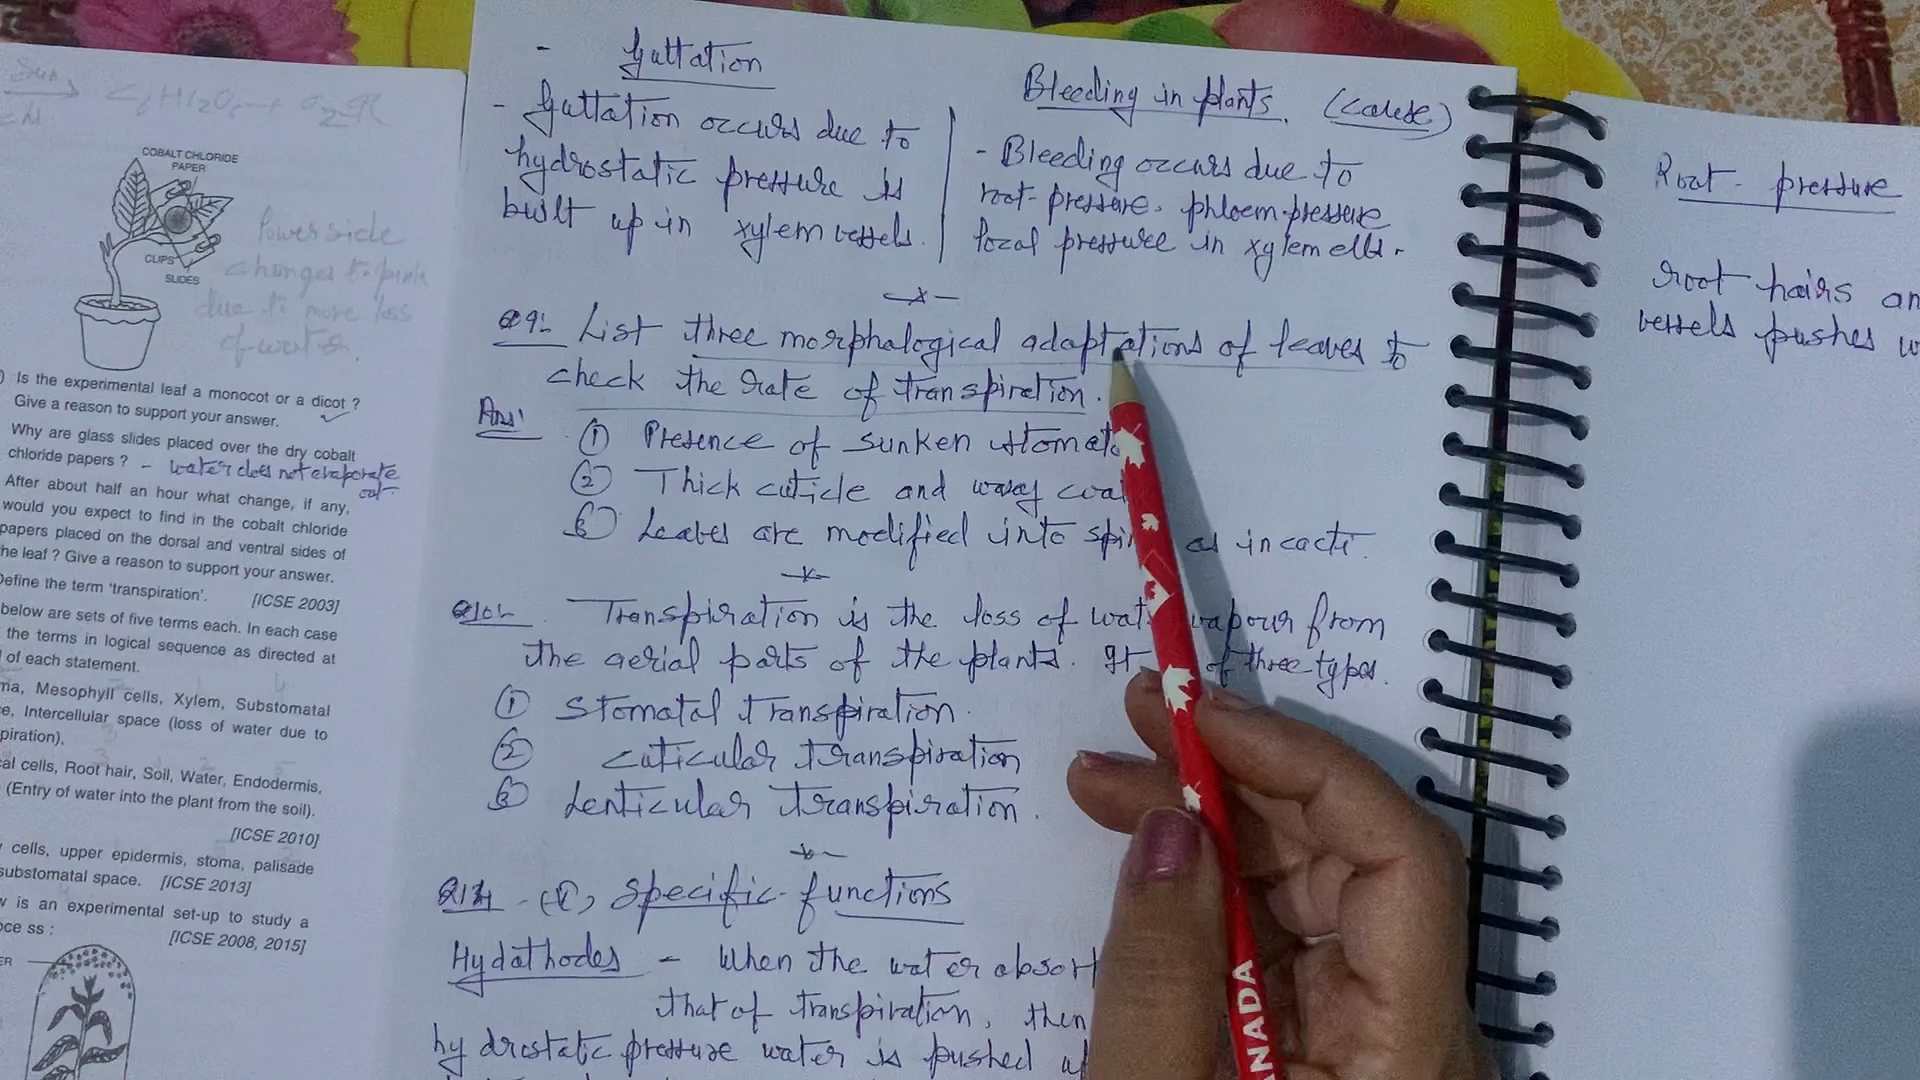 COBALT CHLORIDE
PAPER
CLIPS
SLIDES
Powerside
changes to pink
due to more loss
of water.
Is the experimental leaf a monocot or a dicot ?
Give a reason to support your answer.
Why are glass slides placed over the dry cobalt
chloride papers ? - water does not evaporate
out.
After about half an hour what change, if any,
would you expect to find in the cobalt chloride
papers placed on the dorsal and ventral sides of
the leaf ? Give a reason to support your answer.
Define the term 'transpiration'. [ICSE 2003]
below are sets of five terms each. In each case
the terms in logical sequence as directed at
of each statement.
Mesophyll cells, Xylem, Substomatal
Intercellular space (loss of water due to
cells, Root hair, Soil, Water, Endodermis,
(Entry of water into the plant from the soil).
[ICSE 2010]
cells, upper epidermis, stoma, palisade
substomatal space. [ICSE 2013]
is an experimental set-up to study a
[ICSE 2008, 2015]
- Guttation
- Guttation occurs due to
hydrostatic pressure is
built up in xylem vessels.
Bleeding in plants. (cause)
- Bleeding occurs due to
root-pressure, phloem pressure
local pressure in xylem ells.
Q9. List three morphological adaptations of leaves to
check the rate of transpiration.
Ans'
① Presence of sunken stomat
② Thick cuticle and waxy coa
③ Leaves are modified into spi as in cacti.
Q10. Transpiration is the loss of wat vapour from
the aerial parts of the plants. It of three types.
① Stomatal transpiration.
② cuticular transpiration
③ Lenticular transpiration.
Specific functions
Hydathodes - When the water absor
that of transpiration, then
hydrostatic pressure water is pushed
Root - pressure
root hairs an
vessels pushes w
NADA